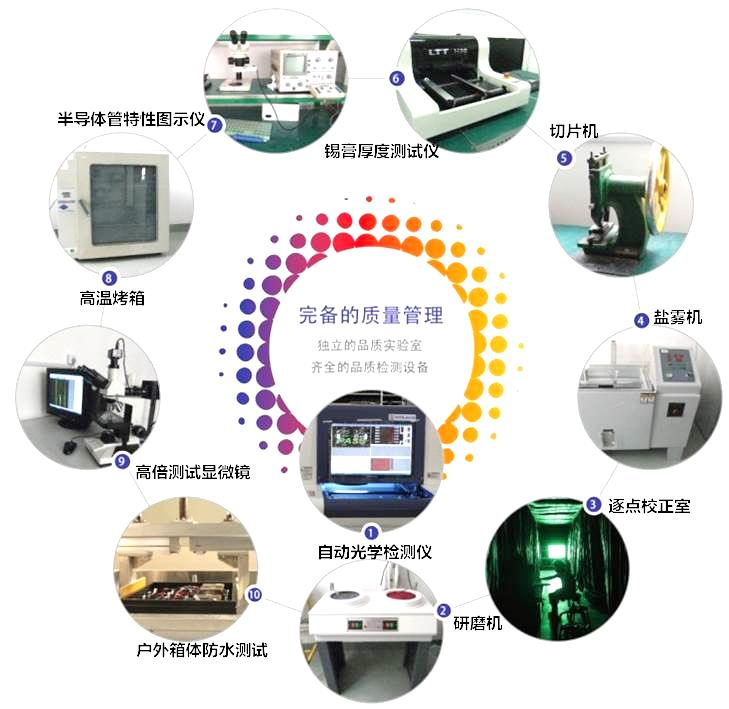 完备的质量管理
独立的品质实验室
齐全的品质检测设备
1
自动光学检测仪
2
研磨机
3
逐点校正室
4
盐雾机
5
切片机
6
锡膏厚度测试仪
7
半导体管特性图示仪
8
高温烤箱
9
高倍测试显微镜
10
户外箱体防水测试
LTT
PASS